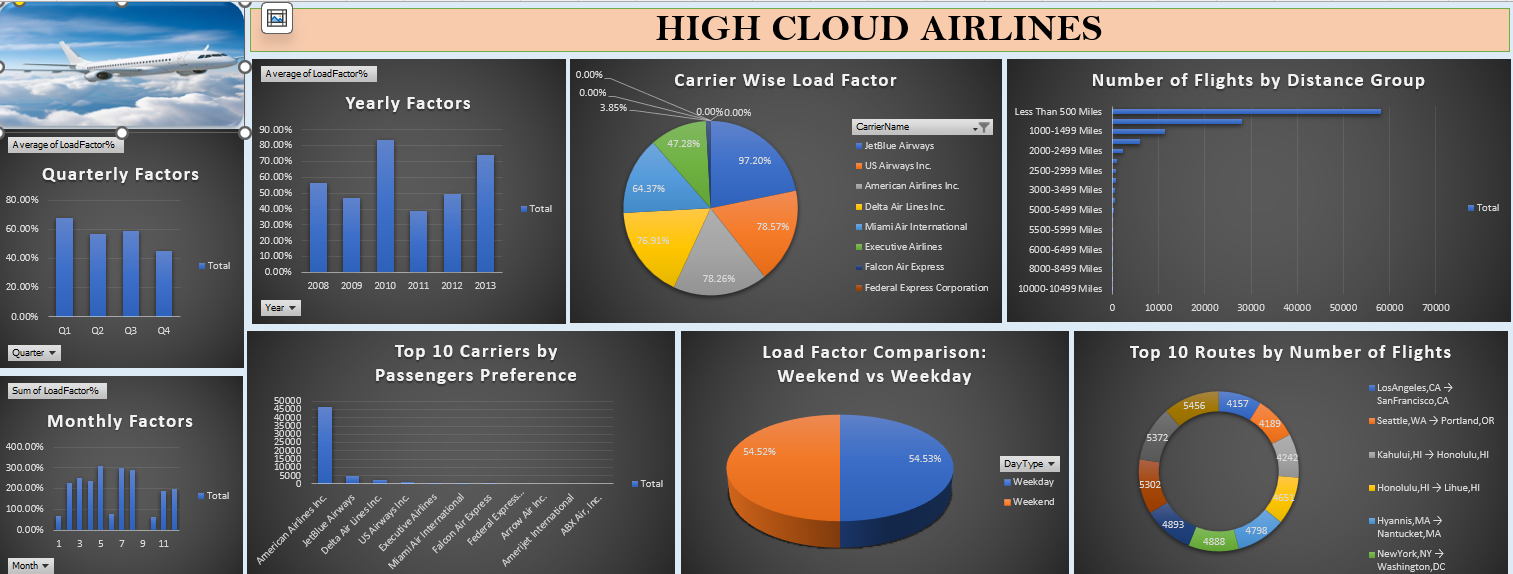 HIGH CLOUD AIRLINES
Average of LoadFactor%
Quarterly Factors
80.00%
60.00%
40.00%
20.00%
0.00%
Q1 Q2 Q3 Q4
Total
Quarter
Sum of LoadFactor%
Monthly Factors
400.00%
300.00%
200.00%
100.00%
0.00%
1 3 5 7 9 11
Total
Month
Average of LoadFactor%
Yearly Factors
90.00%
80.00%
70.00%
60.00%
50.00%
40.00%
30.00%
20.00%
10.00%
0.00%
2008 2009 2010 2011 2012 2013
Total
Year
Carrier Wise Load Factor
0.00%
0.00%
3.85%
0.00% 0.00%
97.20%
78.57%
78.26%
76.91%
64.37%
47.28%
CarrierName
JetBlue Airways
US Airways Inc.
American Airlines Inc.
Delta Air Lines Inc.
Miami Air International
Executive Airlines
Falcon Air Express
Federal Express Corporation
Number of Flights by Distance Group
Less Than 500 Miles
1000-1499 Miles
2000-2499 Miles
2500-2999 Miles
3000-3499 Miles
5000-5499 Miles
5500-5999 Miles
6000-6499 Miles
8000-8499 Miles
10000-10499 Miles
0 10000 20000 30000 40000 50000 60000 70000
Total
Top 10 Carriers by
Passengers Preference
50000
45000
40000
35000
30000
25000
20000
15000
10000
5000
0
American Airlines Inc.
JetBlue Airways
Delta Air Lines Inc.
US Airways Inc.
Executive Airlines
Miami Air International
Falcon Air Express
Federal Express...
Arrow Air Inc.
Amerijet International
ABX Air, Inc.
Total
Load Factor Comparison:
Weekend vs Weekday
54.52%
54.53%
DayType
Weekday
Weekend
Top 10 Routes by Number of Flights
4157
4189
4242
4651
4798
4888
4893
5302
5372
5456
LosAngeles,CA →
SanFrancisco,CA
Seattle,WA → Portland,OR
Kahului,HI → Honolulu,HI
Honolulu,HI → Lihue,HI
Hyannis,MA →
Nantucket,MA
NewYork,NY →
Washington,DC